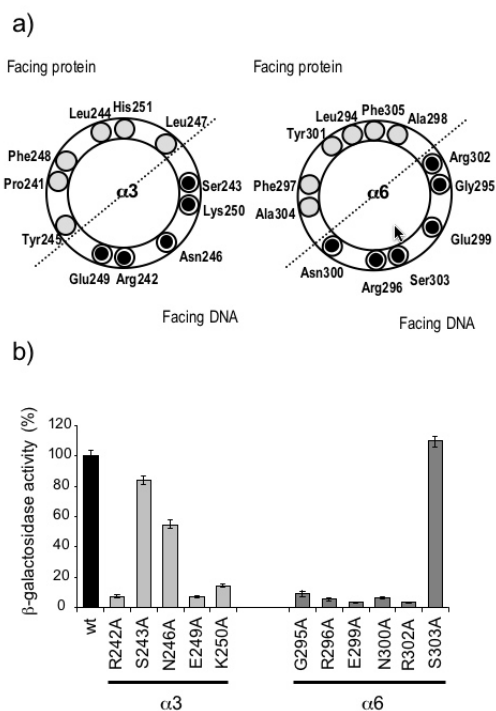 a)
Facing protein
Facing protein
His251
Leu244
Leu247
Phe248
Pro241
α3
Ser243
Lys250
Tyr245
Asn246
Glu249
Arg242
Facing DNA
Phe305
Leu294
Ala298
Tyr301
Arg302
Phe297
α6
Gly295
Ala304
Glu299
Asn300
Ser303
Arg296
Facing DNA
b)
β-galactosidase activity (%)
120
100
80
60
40
20
0
wt
R242A
S243A
N246A
E249A
K250A
G295A
R296A
E299A
N300A
R302A
S303A
α3
α6